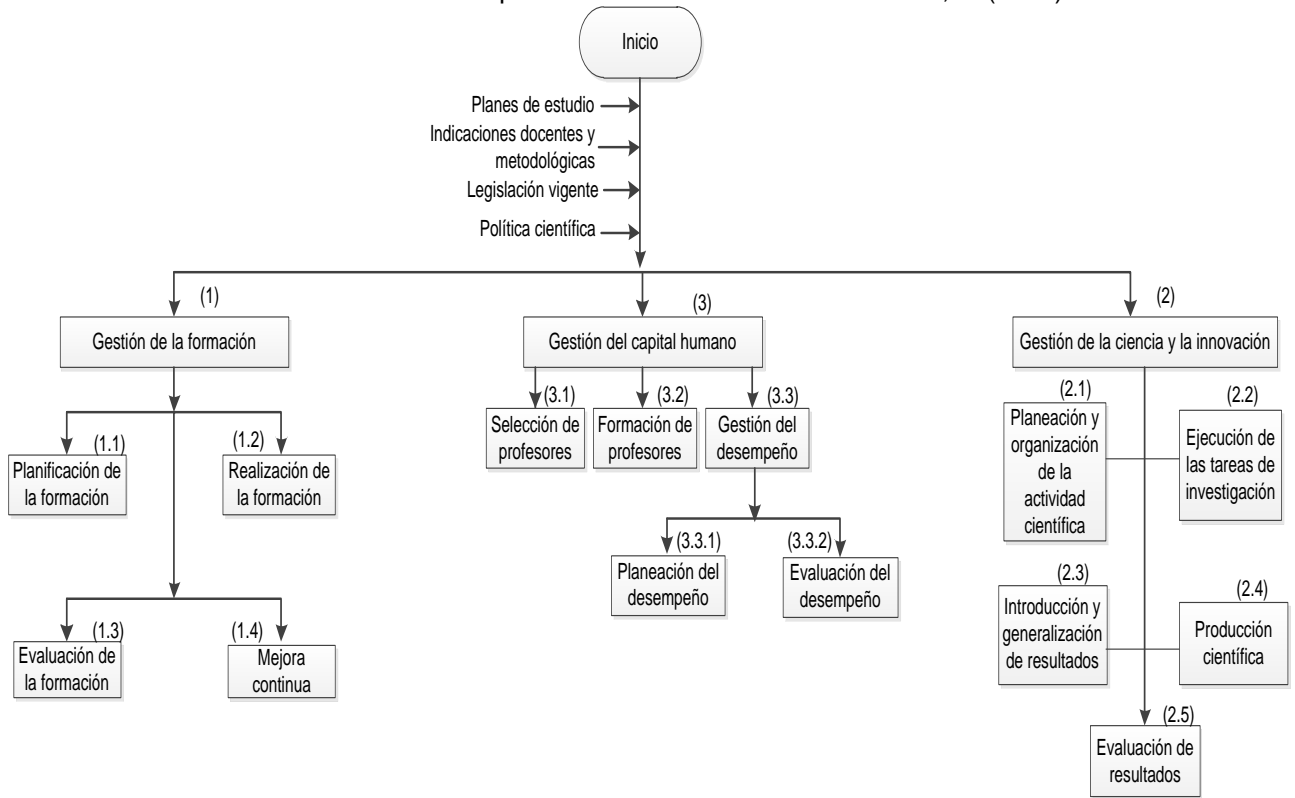 Inicio
Planes de estudio
Indicaciones docentes y
metodológicas
Legislación vigente
Política científica
(1)
Gestión de la formación
(3)
Gestión del capital humano
(2)
Gestión de la ciencia y la innovación
(1.1)
Planificación de
la formación
(1.2)
Realización de
la formación
(1.3)
Evaluación de
la formación
(1.4)
Mejora
continua
(3.1)
Selección de
profesores
(3.2)
Formación de
profesores
(3.3)
Gestión del
desempeño
(3.3.1)
Planeación del
desempeño
(3.3.2)
Evaluación del
desempeño
(2.1)
Planeación y
organización
de la
actividad
científica
(2.2)
Ejecución de
las tareas de
investigación
(2.3)
Introducción y
generalización
de resultados
(2.4)
Producción
científica
(2.5)
Evaluación de
resultados